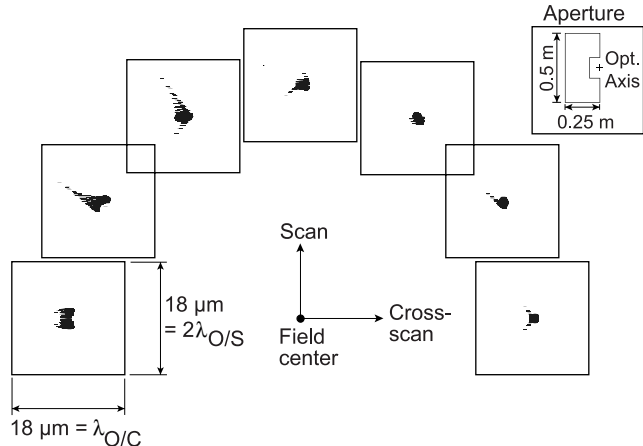 Aperture
0.5 m
Opt.
Axis
0.25 m
Scan
Cross-
scan
Field
center
18 µm
= 2λO/S
18 µm = λO/C